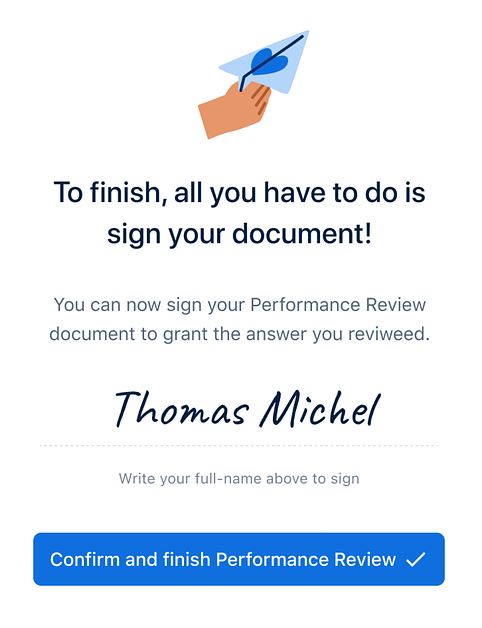 To finish, all you have to do is
sign your document!
You can now sign your Performance Review
document to grant the answer you reviweed.
Thomas Michel
Write your full-name above to sign
Confirm and finish Performance Review